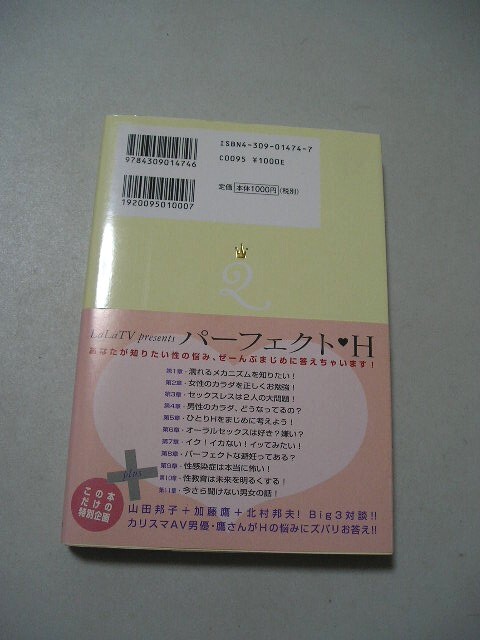 ISBN4-309-01474-7
9784309014746
C0095 ¥1000E
定価 本体1000円 (税別)
1920095010007
2
LaLaTV presents パーフェクト♥H
あなたが知りたい性の悩み、ぜーんぶまじめに答えちゃいます!
第1章・濡れるメカニズムを知りたい!
第2章・女性のカラダを正しくお勉強!
第3章・セックスレスは2人の大問題!
第4章・男性のカラダ、どうなってるの?
第5章・ひとりHをまじめに考えよう!
第6章・オーラルセックスは好き?嫌い?
第7章・イク!イカない!イッてみたい!
第8章・パーフェクトな避妊ってある?
第9章・性感染症は本当に怖い!
第10章・性教育は未来を明るくする!
第11章・今さら聞けない男女の話!
plus
この本
だけの
特別企画
山田邦子+加藤鷹+北村邦夫! Big3対談!!
カリスマAV男優・鷹さんがHの悩みにズバリお答え!!